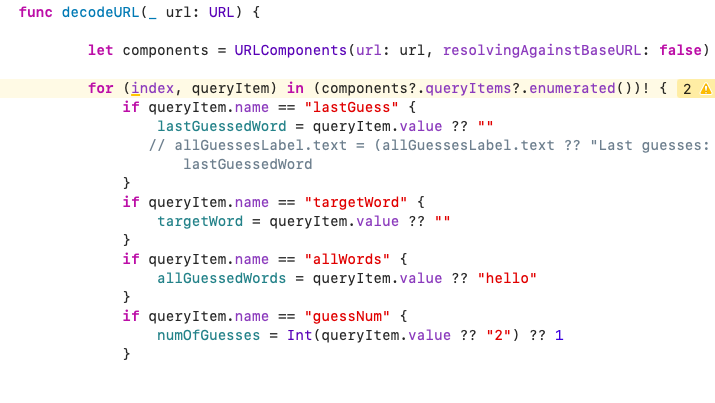 func decodeURL(_ url: URL) {
let components = URLComponents(url: url, resolvingAgainstBaseURL: false)
for (index, queryItem) in (components?.queryItems?.enumerated())! { 2
if queryItem.name == "lastGuess" {
lastGuessedWord = queryItem.value ?? ""
// allGuessesLabel.text = (allGuessesLabel.text ?? "Last guesses:
lastGuessedWord
}
if queryItem.name == "targetWord" {
targetWord = queryItem.value ?? ""
}
if queryItem.name == "allWords" {
allGuessedWords = queryItem.value ?? "hello"
}
if queryItem.name == "guessNum" {
numOfGuesses = Int(queryItem.value ?? "2") ?? 1
}